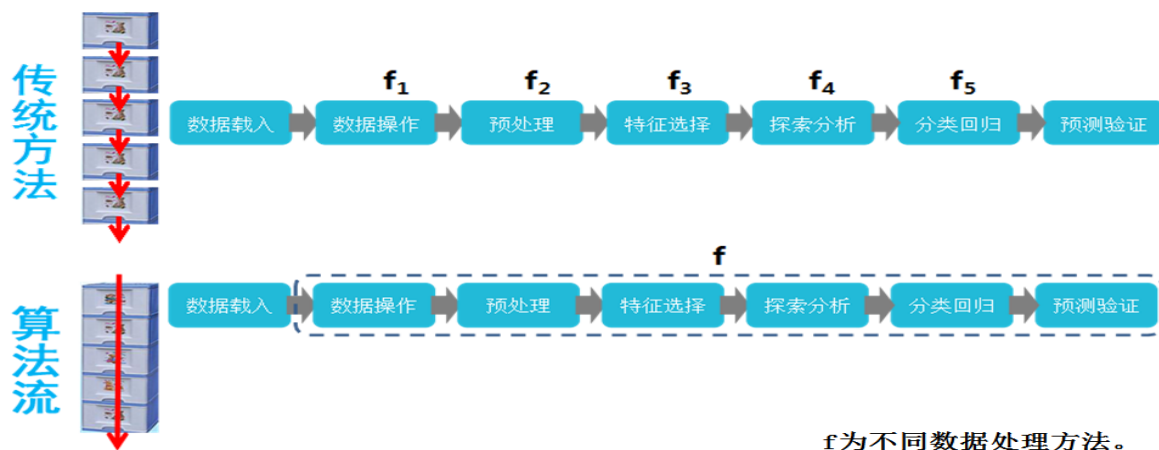 传统方法
f1 f2 f3 f4 f5
数据载入 数据操作 预处理 特征选择 探索分析 分类回归 预测验证
f
算法流
数据载入 数据操作 预处理 特征选择 探索分析 分类回归 预测验证
f为不同数据处理方法。